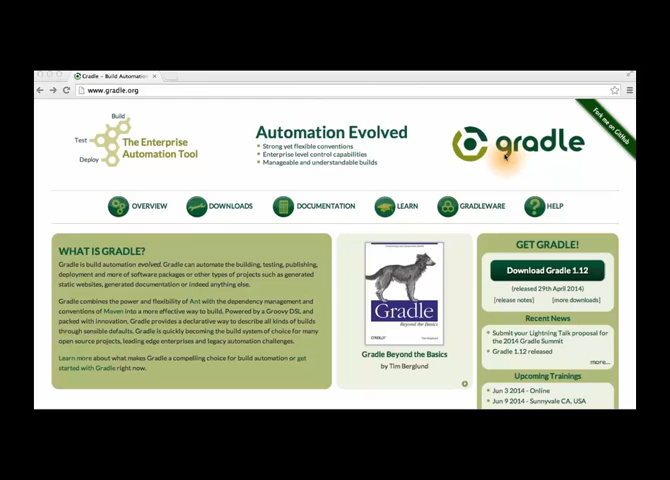 Gradle - Build Automation
www.gradle.org
Fork me on GitHub
Build
Test
Deploy
The Enterprise
Automation Tool
Automation Evolved
Strong yet flexible conventions
Enterprise level control capabilities
Manageable and understandable builds
gradle
OVERVIEW
DOWNLOADS
DOCUMENTATION
LEARN
GRADLEWARE
HELP
WHAT IS GRADLE?
Gradle is build automation evolved. Gradle can automate the building, testing, publishing,
deployment and more of software packages or other types of projects such as generated
static websites, generated documentation or indeed anything else.
Gradle combines the power and flexibility of Ant with the dependency management and
conventions of Maven into a more effective way to build. Powered by a Groovy DSL and
packed with innovation, Gradle provides a declarative way to describe all kinds of builds
through sensible defaults. Gradle is quickly becoming the build system of choice for many
open source projects, leading edge enterprises and legacy automation challenges.
Learn more about what makes Gradle a compelling choice for build automation or get
started with Gradle right now.
Gradle
Beyond the Basics
O'REILLY
Tim Berglund
Gradle Beyond the Basics
by Tim Berglund
GET GRADLE!
Download Gradle 1.12
(released 29th April 2014)
[release notes] [more downloads]
Recent News
Submit your Lightning Talk proposal for
the 2014 Gradle Summit
Gradle 1.12 released
more...
Upcoming Trainings
Jun 3 2014 - Online
Jun 9 2014 - Sunnyvale CA, USA